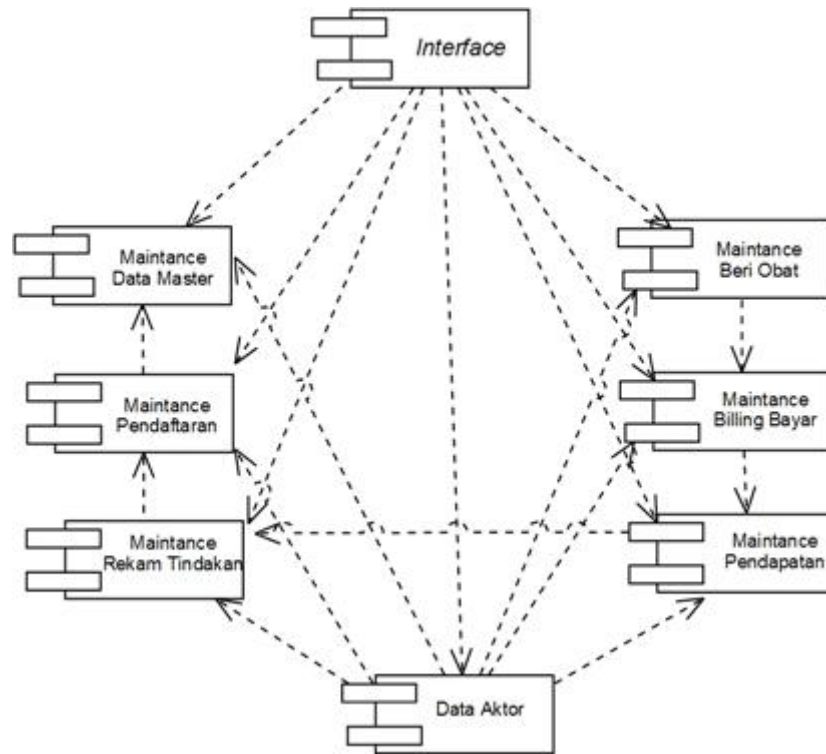 Interface
Maintance
Data Master
Maintance
Beri Obat
Maintance
Pendaftaran
Maintance
Billing Bayar
Maintance
Rekam Tindakan
Maintance
Pendapatan
Data Aktor